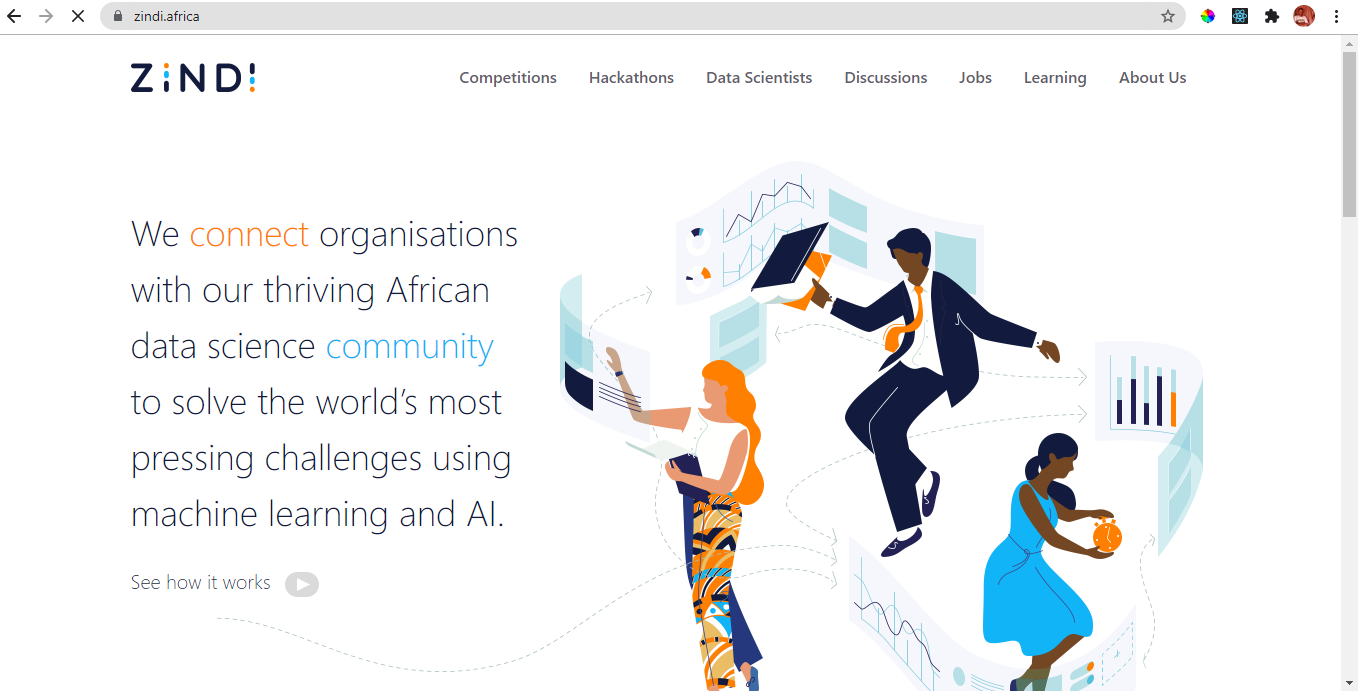 zindi.africa
ZINDI
Competitions Hackathons Data Scientists Discussions Jobs Learning About Us
We connect organisations
with our thriving African
data science community
to solve the world’s most
pressing challenges using
machine learning and AI.
See how it works